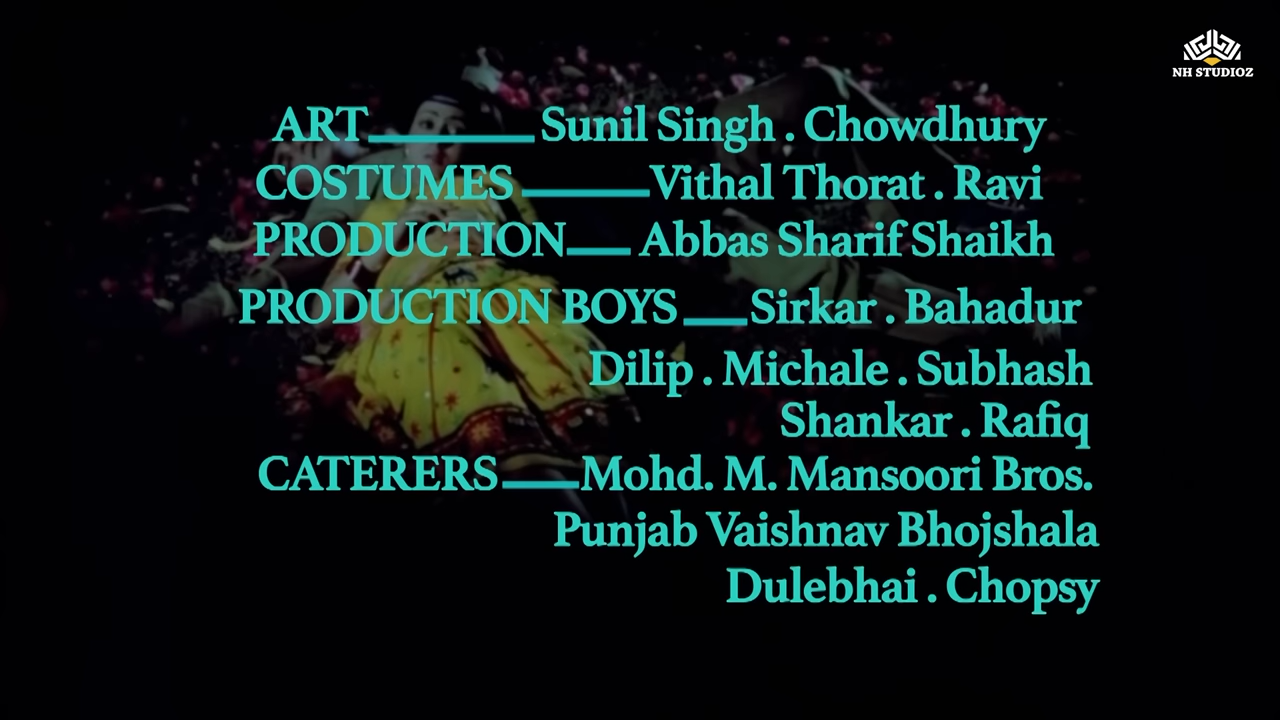 NH STUDIOZ
ART Sunil Singh . Chowdhury
COSTUMES Vithal Thorat . Ravi
PRODUCTION Abbas Sharif Shaikh
PRODUCTION BOYS Sirkar . Bahadur
Dilip . Michale . Subhash
Shankar . Rafiq
CATERERS Mohd. M. Mansoori Bros.
Punjab Vaishnav Bhojshala
Dulebhai . Chopsy